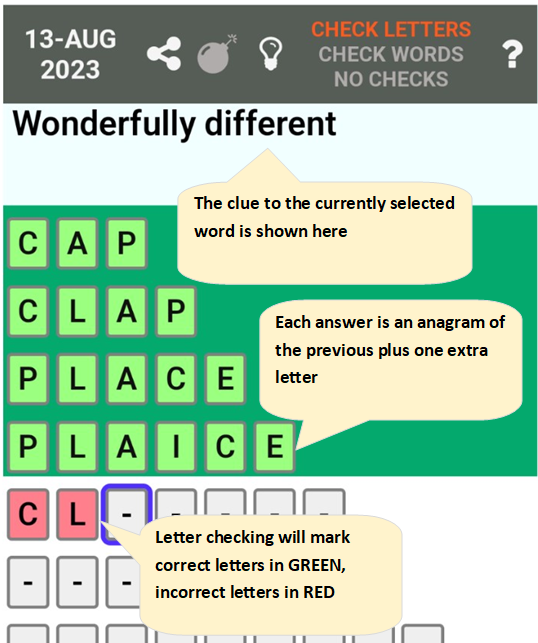 13-AUG
2023
CHECK LETTERS
CHECK WORDS
NO CHECKS
?
Wonderfully different
The clue to the currently selected
word is shown here
C A P
C L A P
Each answer is an anagram of
the previous plus one extra
letter
P L A C E
P L A I C E
C L - - - - -
Letter checking will mark
correct letters in GREEN,
incorrect letters in RED
- - -